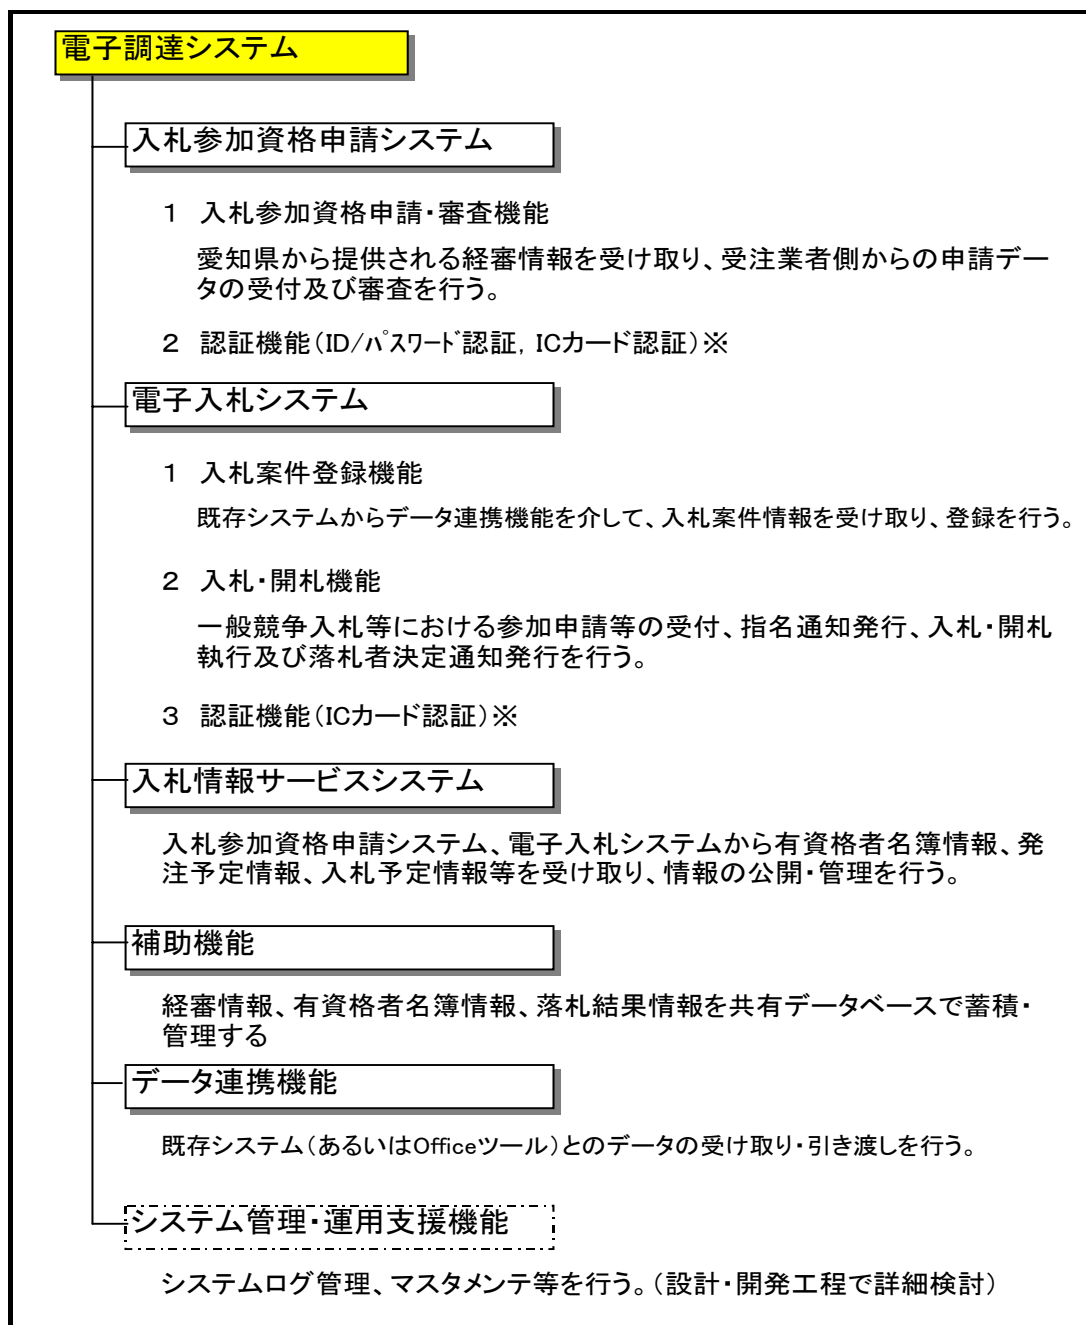 電子調達システム
入札参加資格申請システム
１ 入札参加資格申請・審査機能
愛知県から提供される経審情報を受け取り、受注業者側からの申請デー
タの受付及び審査を行う。
２ 認証機能（ID/ﾊﾟｽﾜｰﾄﾞ認証, ICカード認証）※
電子入札システム
１ 入札案件登録機能
既存システムからデータ連携機能を介して、入札案件情報を受け取り、登録を行う。
２ 入札・開札機能
一般競争入札等における参加申請等の受付、指名通知発行、入札・開札
執行及び落札者決定通知発行を行う。
３ 認証機能（ICカード認証）※
入札情報サービスシステム
入札参加資格申請システム、電子入札システムから有資格者名簿情報、発
注予定情報、入札予定情報等を受け取り、情報の公開・管理を行う。
補助機能
経審情報、有資格者名簿情報、落札結果情報を共有データベースで蓄積・
管理する
データ連携機能
既存システム（あるいはOfficeツール）とのデータの受け取り・引き渡しを行う。
システム管理・運用支援機能
システムログ管理、マスタメンテ等を行う。（設計・開発工程で詳細検討）